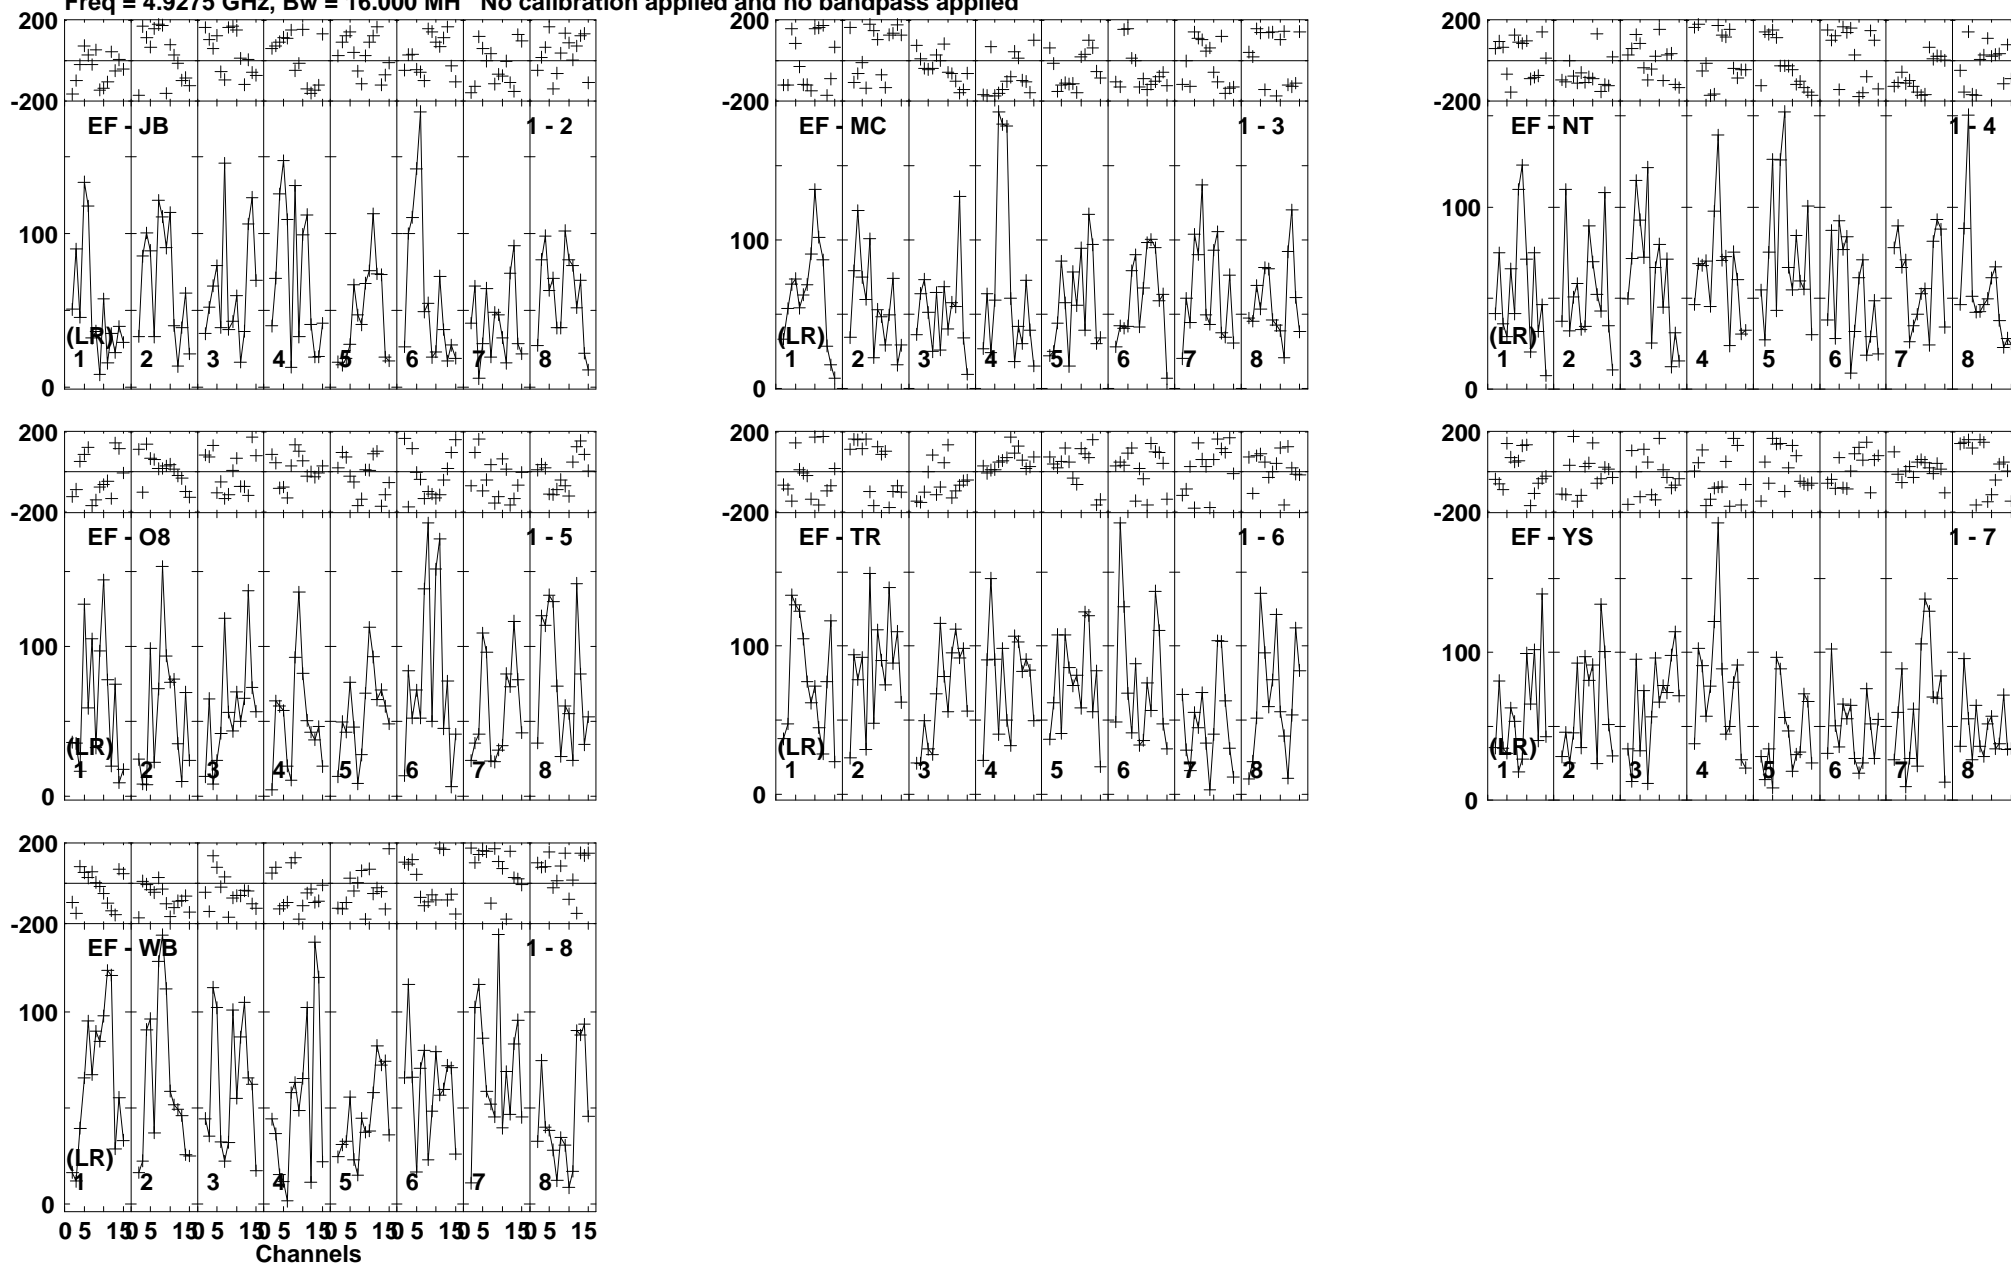 Freq = 4.9275 GHz, Bw = 16.000 MH No calibration applied and no bandpass applied
200
-200
EF - JB 1 - 2
100
(LR)
1 2 3 4 5 6 7 8
0
200
-200
EF - MC 1 - 3
100
(LR)
1 2 3 4 5 6 7 8
0
200
-200
EF - NT 1 - 4
100
(LR)
1 2 3 4 5 6 7 8
0
200
-200
EF - O8 1 - 5
100
(LR)
1 2 3 4 5 6 7 8
0
200
-200
EF - TR 1 - 6
100
(LR)
1 2 3 4 5 6 7 8
0
200
-200
EF - YS 1 - 7
100
(LR)
1 2 3 4 5 6 7 8
0
200
-200
EF - WB 1 - 8
100
(LR)
1 2 3 4 5 6 7 8
0
0 5 15 0 5 15 0 5 15 0 5 15 0 5 15 0 5 15 0 5 15 0 5 15
Channels